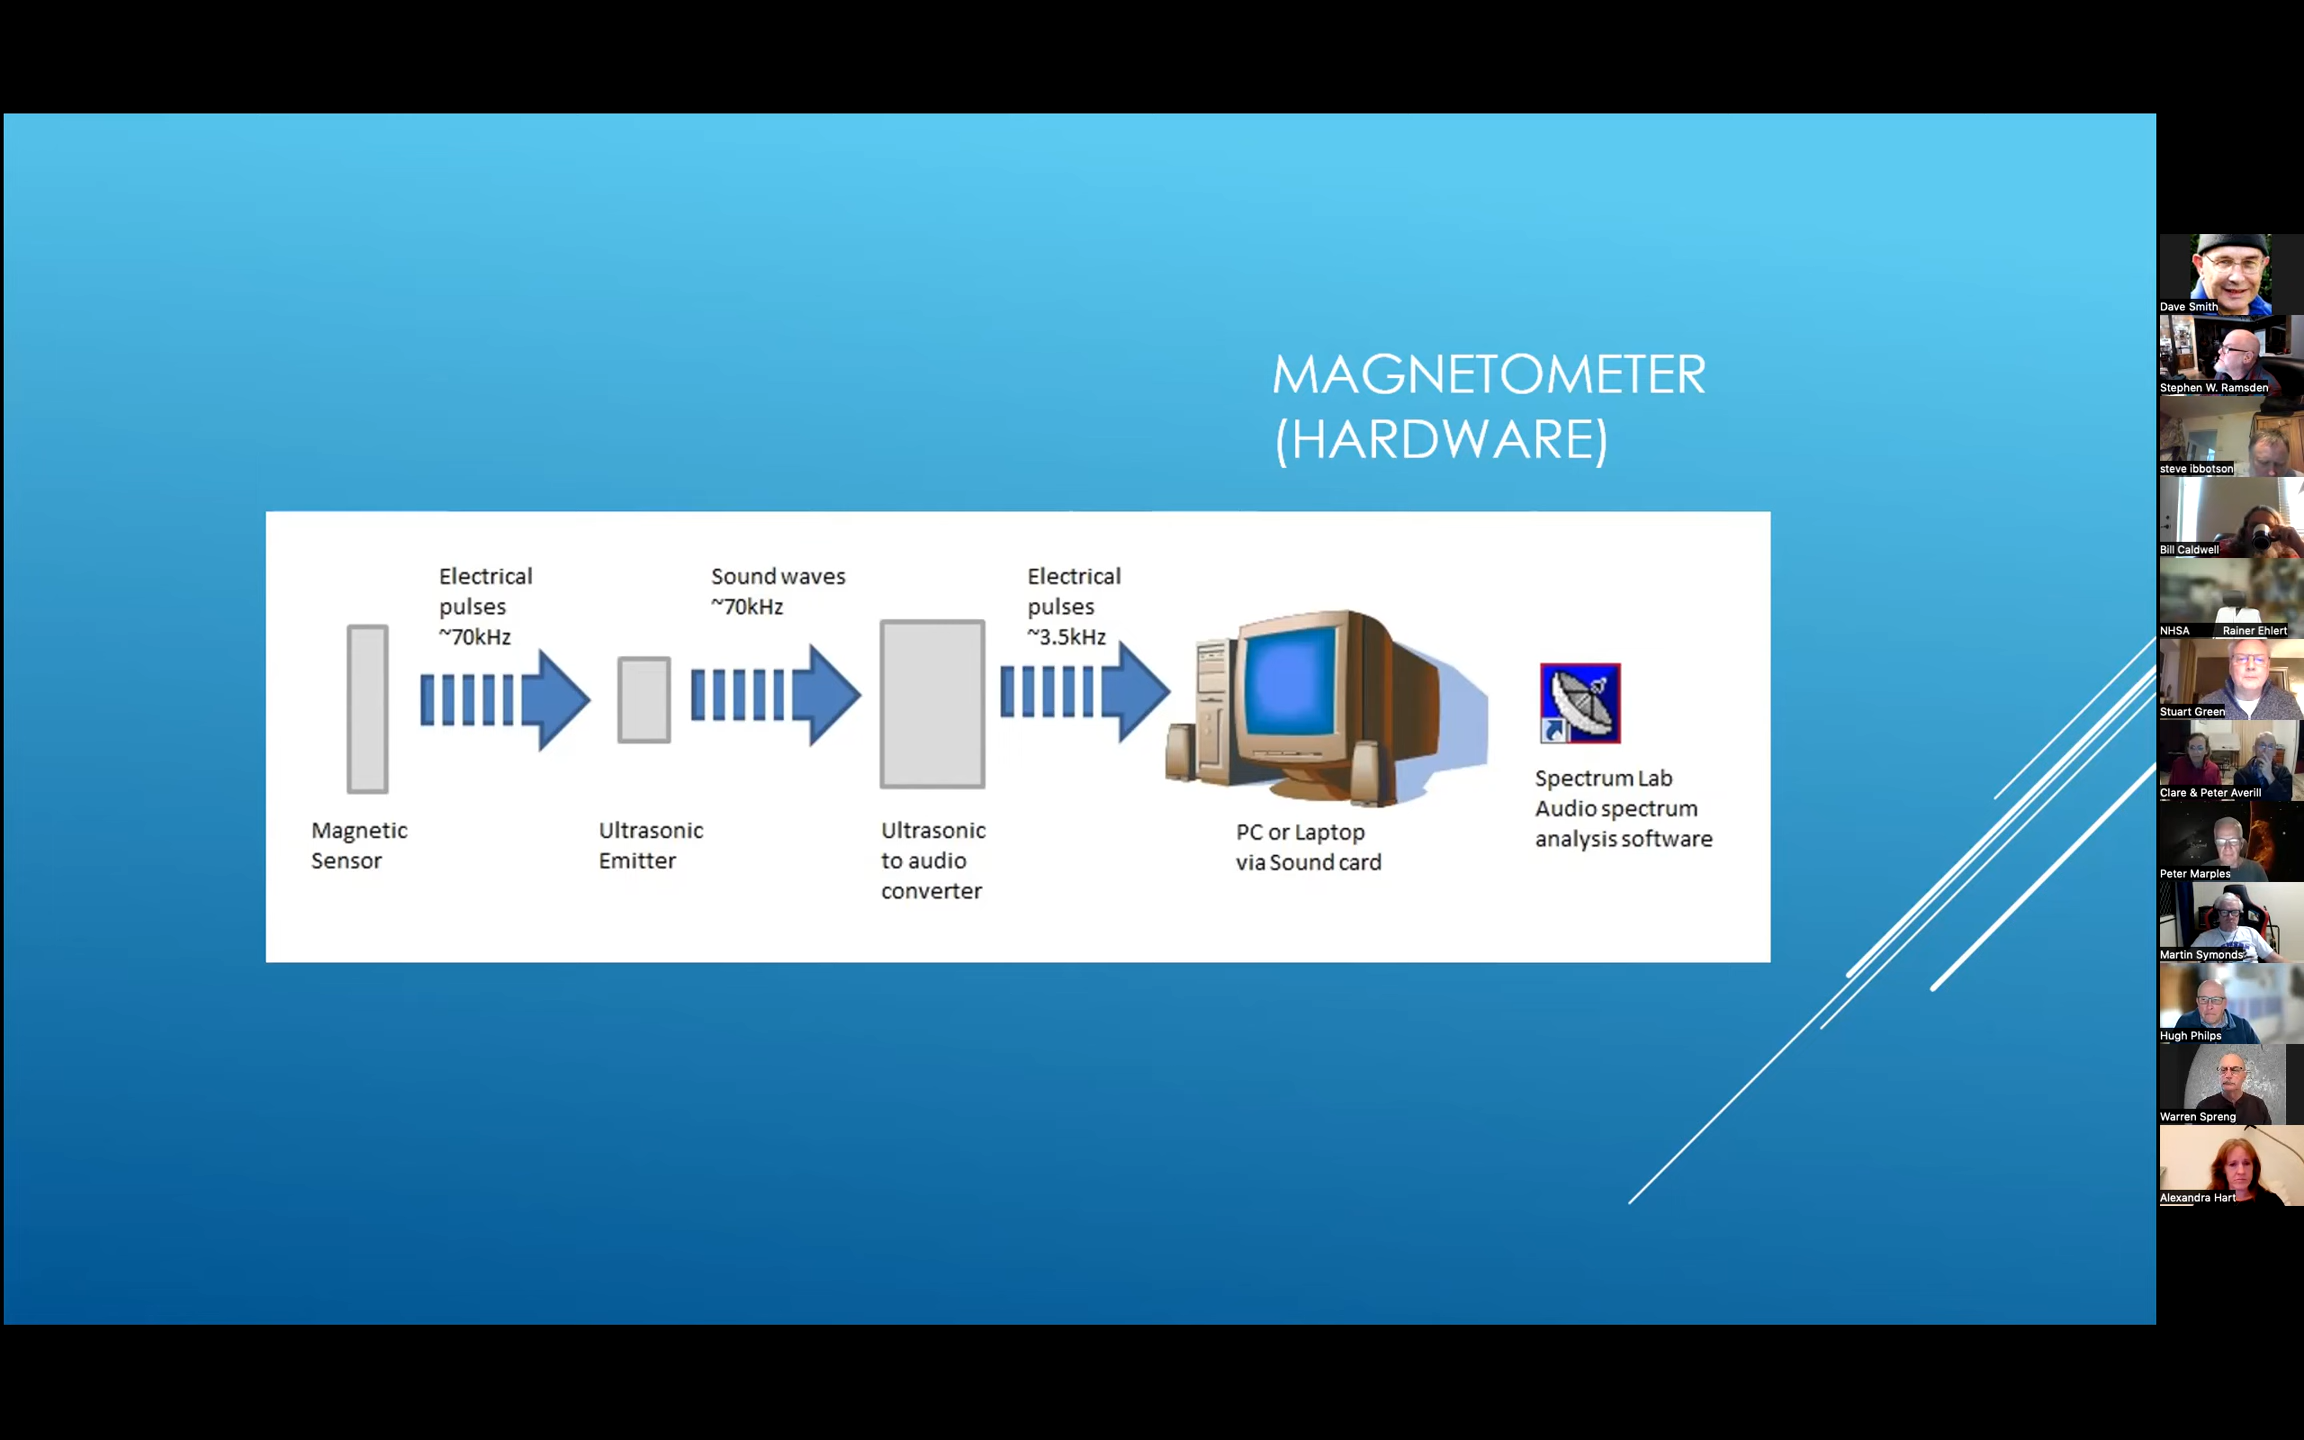 MAGNETOMETER
(HARDWARE)
Electrical
pulses
~70kHz
Sound waves
~70kHz
Electrical
pulses
~3.5kHz
Magnetic
Sensor
Ultrasonic
Emitter
Ultrasonic
to audio
converter
PC or Laptop
via Sound card
Spectrum Lab
Audio spectrum
analysis software
Dave Smith
Stephen W. Ramsden
steve ibbotson
Bill Caldwell
NHSA Rainer Ehlert
Stuart Green
Clare & Peter Averill
Peter Marples
Martin Symonds
Hugh Philps
Warren Spreng
Alexandra Hart